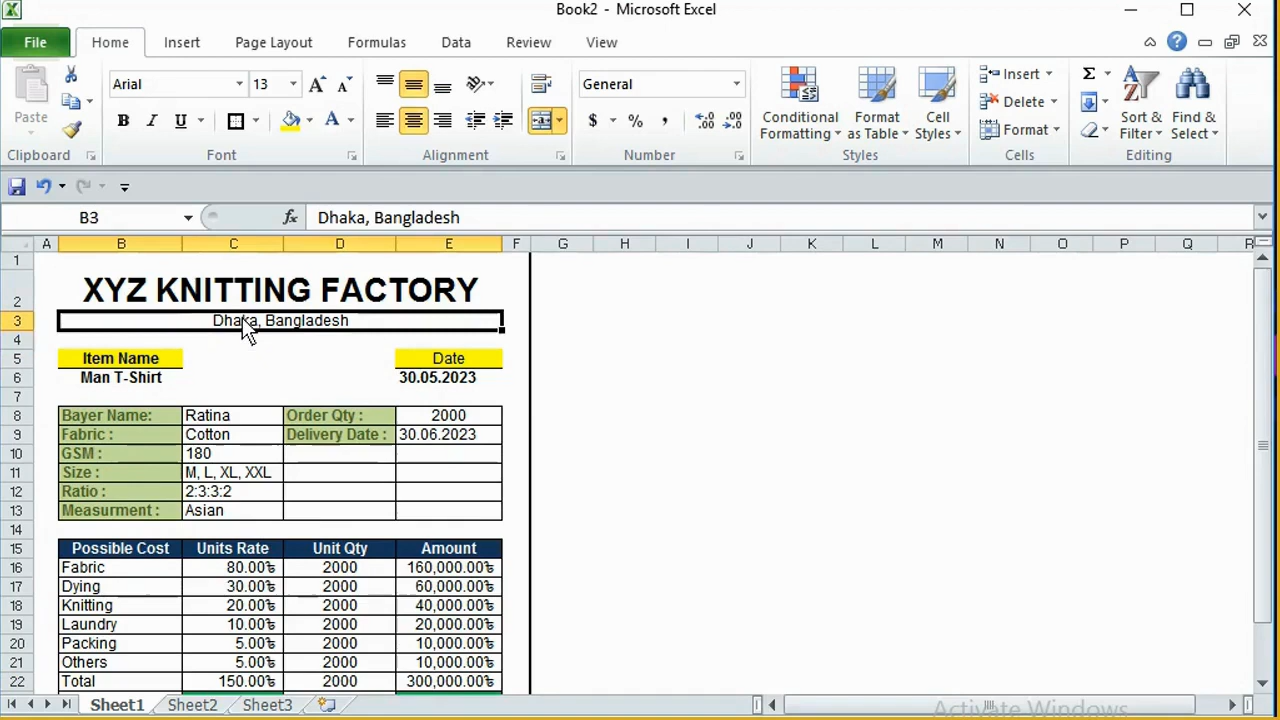 Book2 - Microsoft Excel
File Home Insert Page Layout Formulas Data Review View
Paste
Clipboard
Arial 13
B I U A
Font
Alignment
General
$ % ,
Number
Conditional Formatting
Format as Table
Cell Styles
Styles
Insert
Delete
Format
Cells
Sort & Filter
Find & Select
Editing
B3 fx Dhaka, Bangladesh
A B C D E F G H I J K L M N O P Q R
1
2 XYZ KNITTING FACTORY
3 Dhaka, Bangladesh
4
5 Item Name Date
6 Man T-Shirt 30.05.2023
7
8 Bayer Name: Ratina Order Qty : 2000
9 Fabric : Cotton Delivery Date : 30.06.2023
10 GSM : 180
11 Size : M, L, XL, XXL
12 Ratio : 2:3:3:2
13 Measurment : Asian
14
15 Possible Cost Units Rate Unit Qty Amount
16 Fabric 80.00৳ 2000 160,000.00৳
17 Dying 30.00৳ 2000 60,000.00৳
18 Knitting 20.00৳ 2000 40,000.00৳
19 Laundry 10.00৳ 2000 20,000.00৳
20 Packing 5.00৳ 2000 10,000.00৳
21 Others 5.00৳ 2000 10,000.00৳
22 Total 150.00৳ 2000 300,000.00৳
Sheet1 Sheet2 Sheet3
Activate Windows